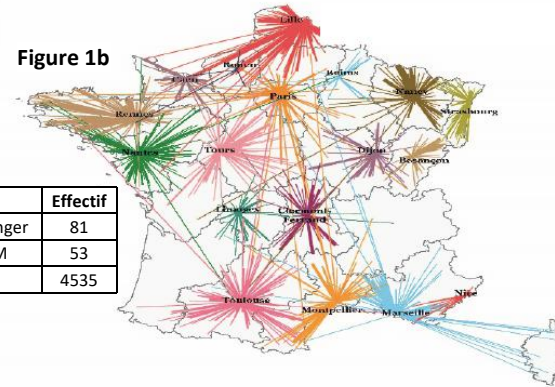 Figure 1b
Lille
Rouen
Caen
Reims
Paris
Nancy
Strasbourg
Rennes
Nantes
Tours
Dijon
Besançon
Limoges
Clermont-
Ferrand
Effectif
nger 81
M 53
4535
Toulouse
Montpellier
Marseille
Nice